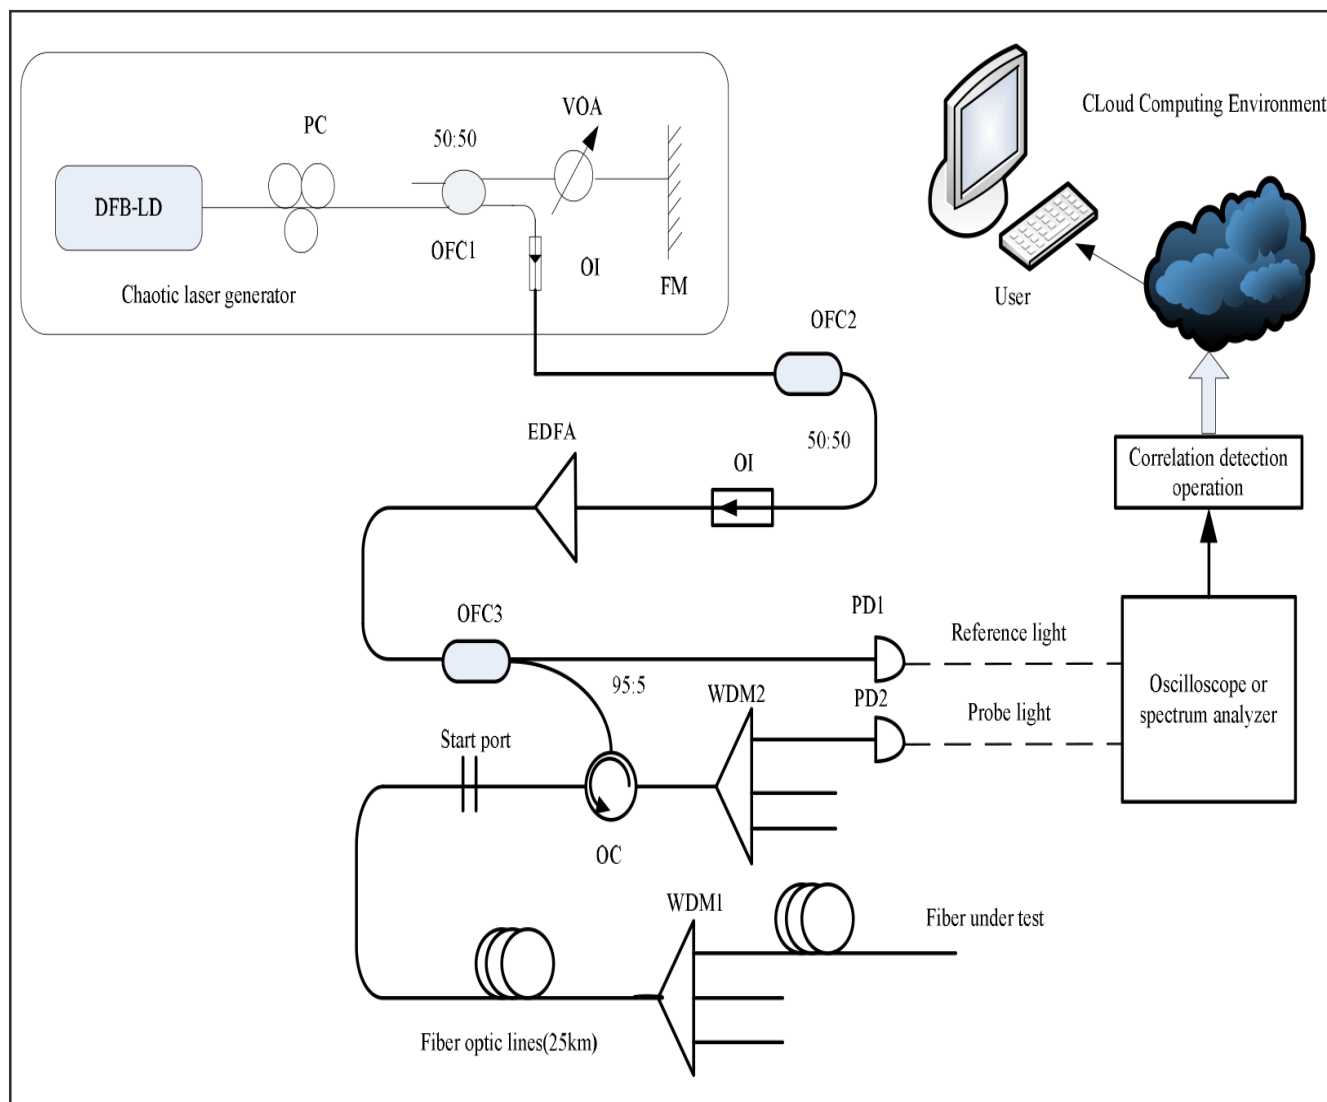 VOA
PC
50:50
DFB-LD
OFC1
OI
FM
Chaotic laser generator
CLoud Computing Environment
User
OFC2
50:50
EDFA
OI
Correlation detection
operation
OFC3
PD1
Reference light
95:5
WDM2
PD2
Probe light
Oscilloscope or
spectrum analyzer
Start port
OC
WDM1
Fiber under test
Fiber optic lines(25km)